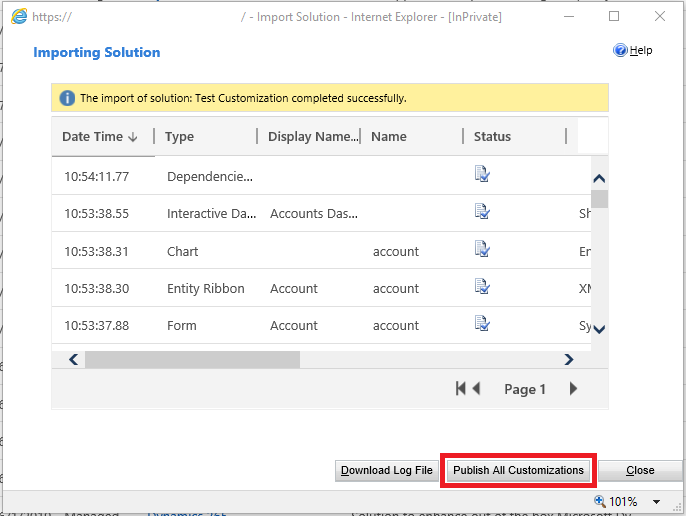 https:// / - Import Solution - Internet Explorer - [InPrivate]
Importing Solution
Help
The import of solution: Test Customization completed successfully.
Date Time Type Display Name... Name Status
10:54:11.77 Dependencie...
10:53:38.55 Interactive Da... Accounts Das... Sh
10:53:38.31 Chart account En
10:53:38.30 Entity Ribbon Account account XM
10:53:37.88 Form Account account Sy
Page 1
Download Log File Publish All Customizations Close
101%